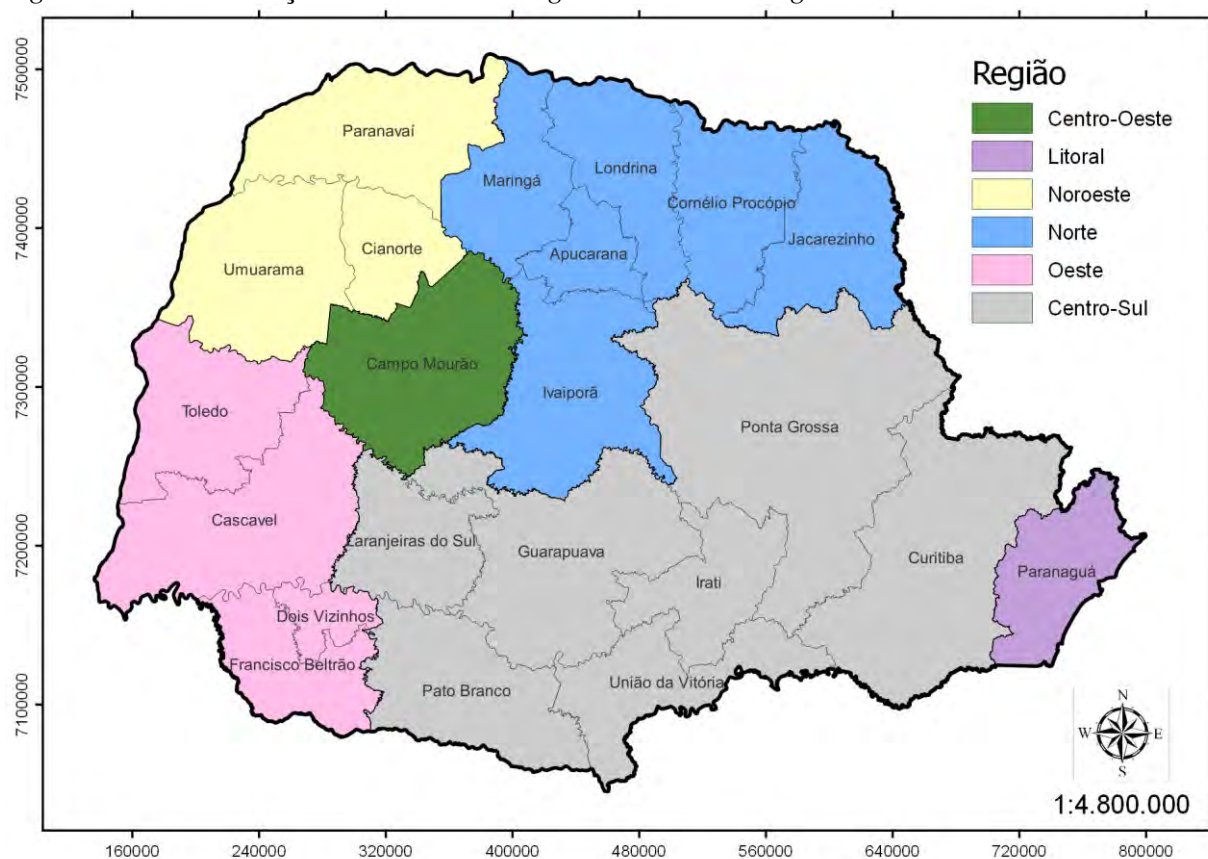 Região
Centro-Oeste
Litoral
Noroeste
Norte
Oeste
Centro-Sul
Paranavaí
Maringá
Londrina
Cornélio Procópio
Jacarezinho
Umuarama
Cianorte
Apucarana
Campo Mourão
Ivaiporã
Toledo
Ponta Grossa
Cascavel
Laranjeiras do Sul
Guarapuava
Irati
Curitiba
Paranaguá
Dois Vizinhos
Francisco Beltrão
Pato Branco
União da Vitória
N
W E
S
1:4.800.000
7500000
7400000
7300000
7200000
7100000
160000 240000 320000 400000 480000 560000 640000 720000 800000